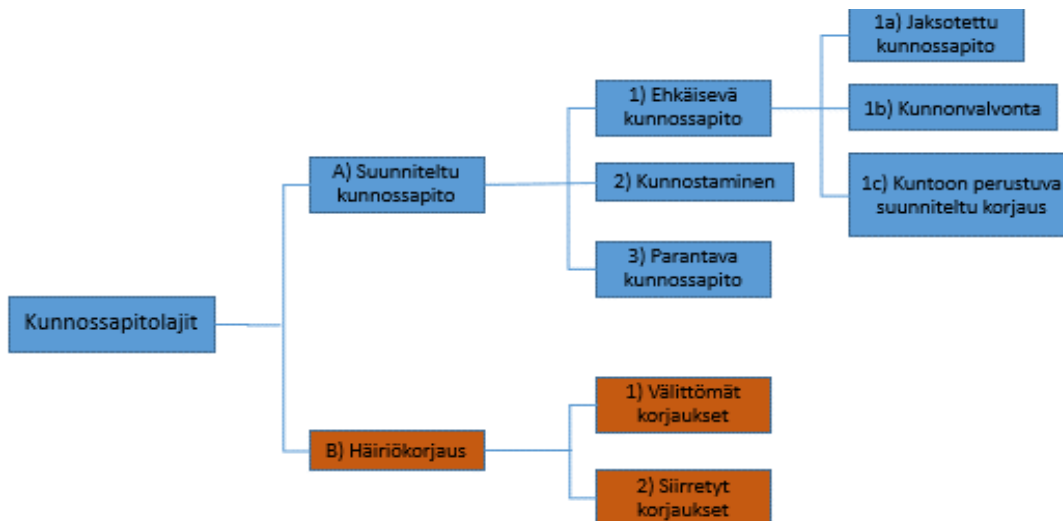 Kunnossapitolajit
A) Suunniteltu
kunnossapito
1) Ehkäisevä
kunnossapito
1a) Jaksotettu
kunnossapito
1b) Kunnonvalvonta
1c) Kuntoon perustuva
suunniteltu korjaus
2) Kunnostaminen
3) Parantava
kunnossapito
B) Häiriökorjaus
1) Välittömät
korjaukset
2) Siirretyt
korjaukset